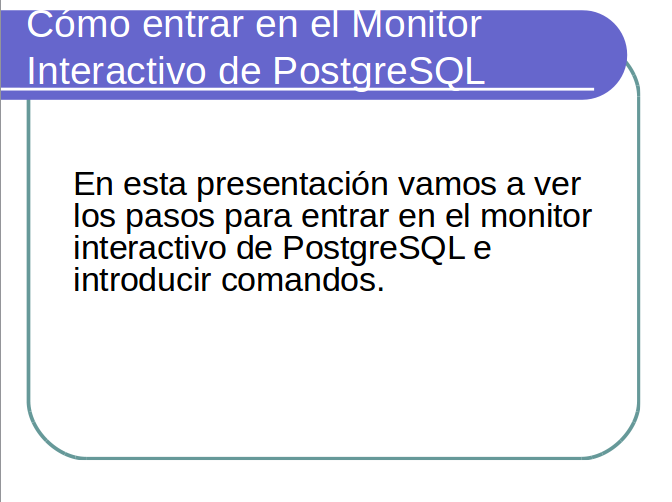 Cómo entrar en el Monitor
Interactivo de PostgreSQL
En esta presentación vamos a ver
los pasos para entrar en el monitor
interactivo de PostgreSQL e
introducir comandos.